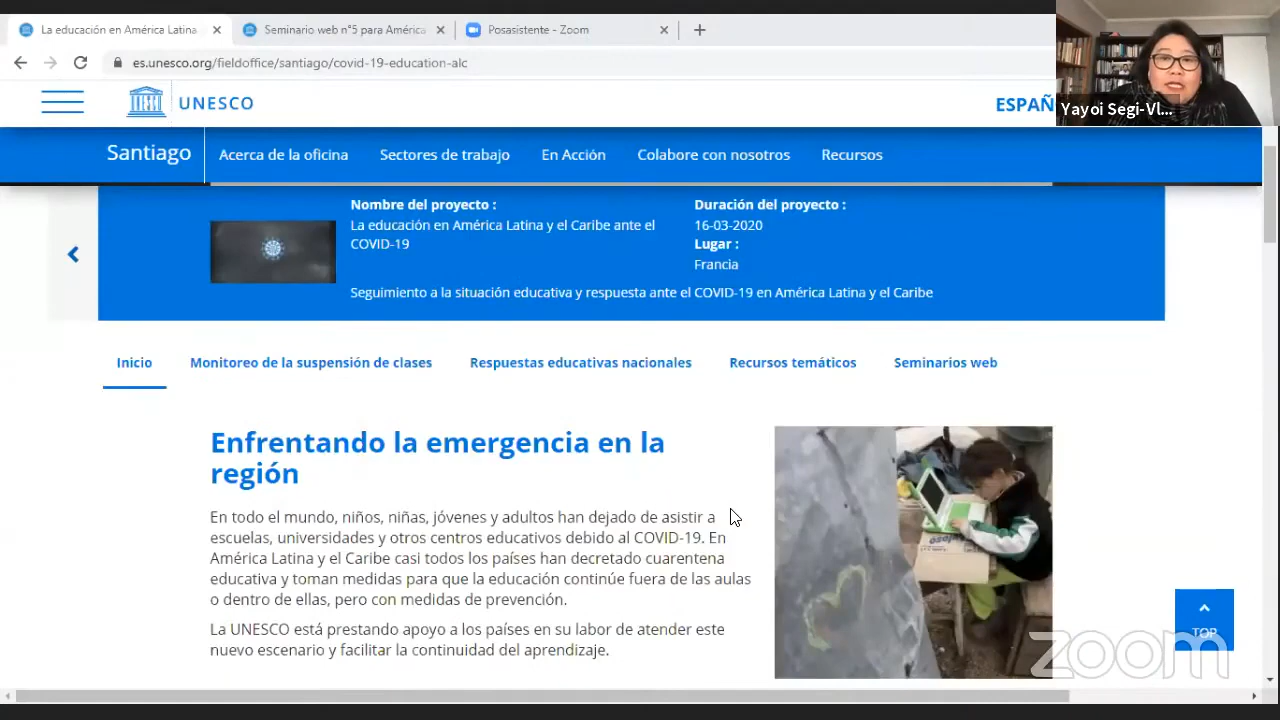 La educación en América Latina
Seminario web n°5 para América
Posasistente - Zoom
es.unesco.org/fieldoffice/santiago/covid-19-education-alc
UNESCO
ESPAÑ
Yayoi Segi-Vl...
Santiago
Acerca de la oficina
Sectores de trabajo
En Acción
Colabore con nosotros
Recursos
Nombre del proyecto :
La educación en América Latina y el Caribe ante el
COVID-19
Duración del proyecto :
16-03-2020
Lugar :
Francia
Seguimiento a la situación educativa y respuesta ante el COVID-19 en América Latina y el Caribe
Inicio
Monitoreo de la suspensión de clases
Respuestas educativas nacionales
Recursos temáticos
Seminarios web
Enfrentando la emergencia en la
región
En todo el mundo, niños, niñas, jóvenes y adultos han dejado de asistir a
escuelas, universidades y otros centros educativos debido al COVID-19. En
América Latina y el Caribe casi todos los países han decretado cuarentena
educativa y toman medidas para que la educación continúe fuera de las aulas
o dentro de ellas, pero con medidas de prevención.
La UNESCO está prestando apoyo a los países en su labor de atender este
nuevo escenario y facilitar la continuidad del aprendizaje.
TOP
zoom